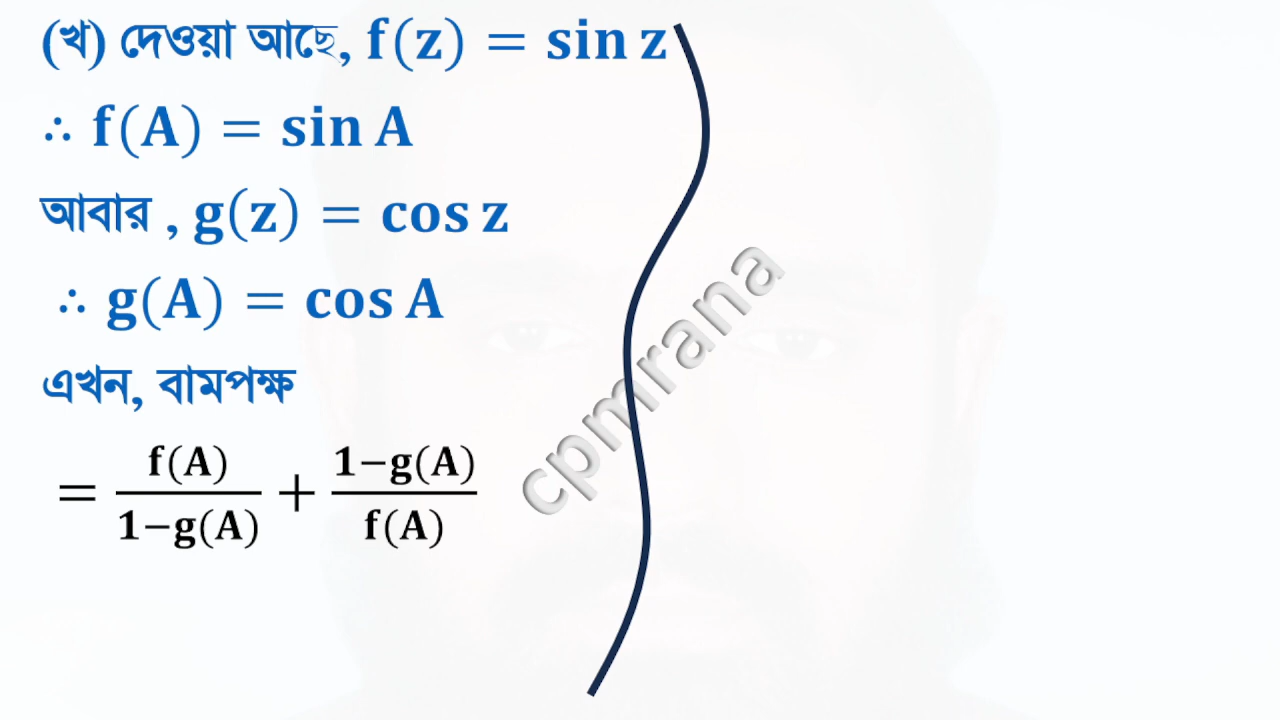 (খ) দেওয়া আছে, f(z) = sin z
∴ f(A) = sin A
আবার , g(z) = cos z
∴ g(A) = cos A
এখন, বামপক্ষ
= f(A)/1−g(A) + 1−g(A)/f(A)
cpmrana